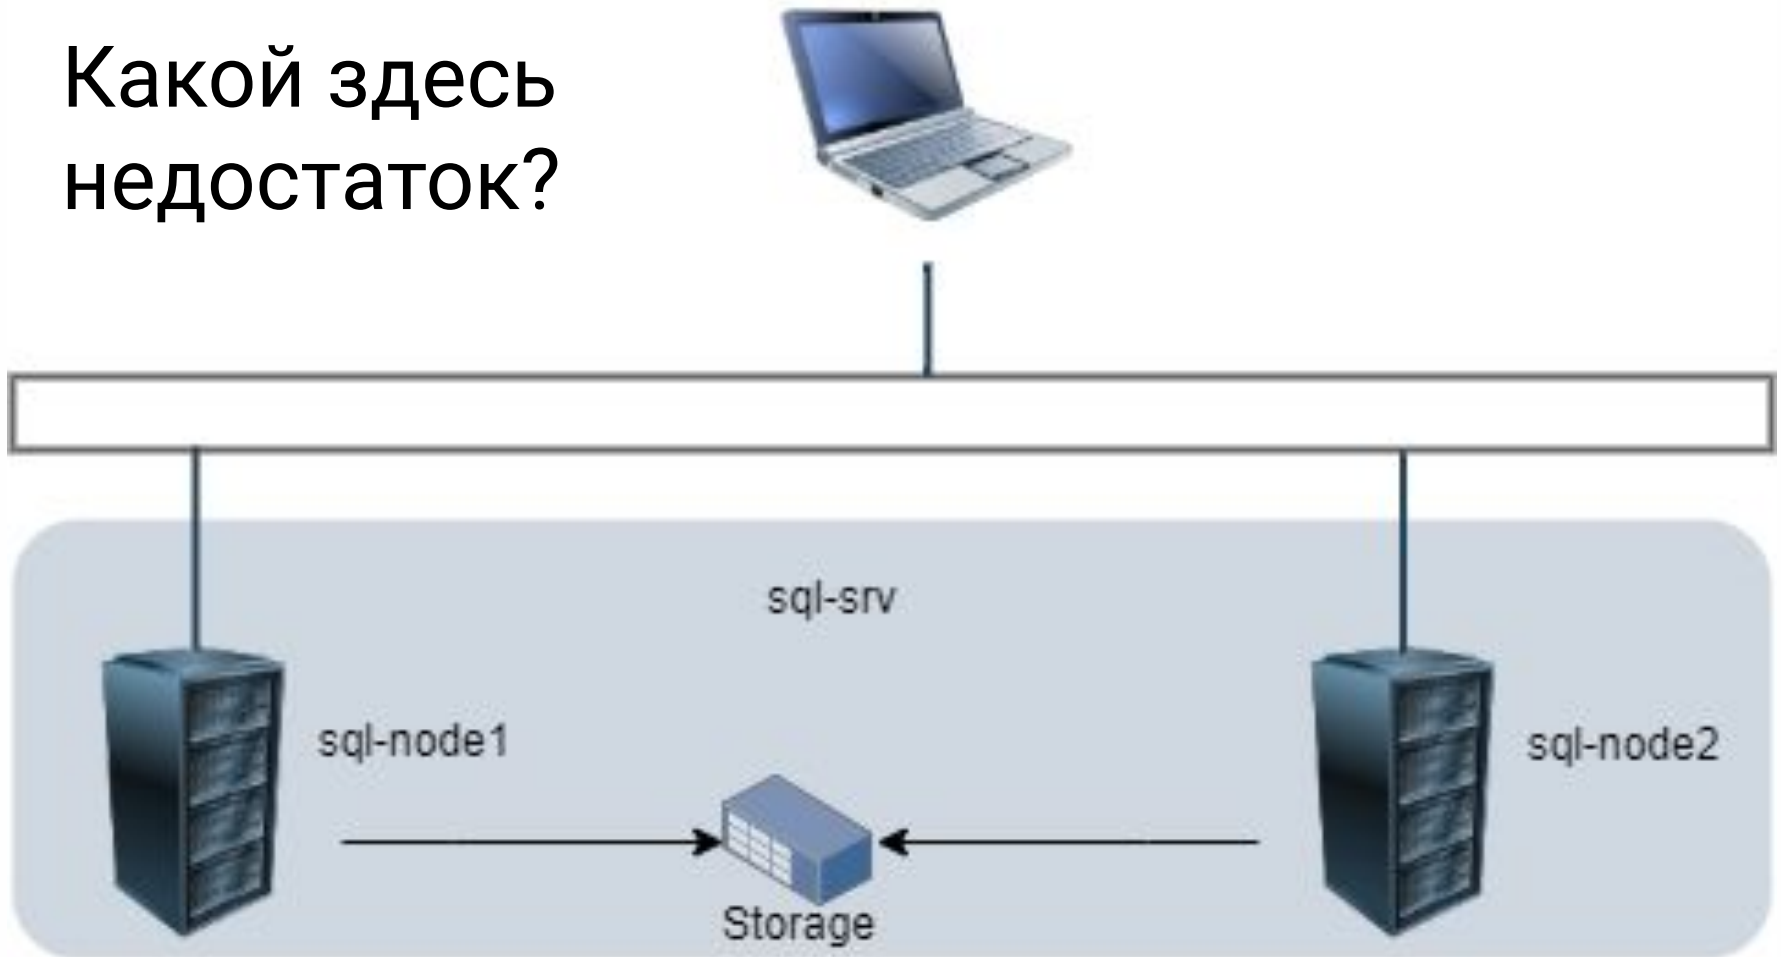 Какой здесь
недостаток?
sql-srv
sql-node1
sql-node2
Storage